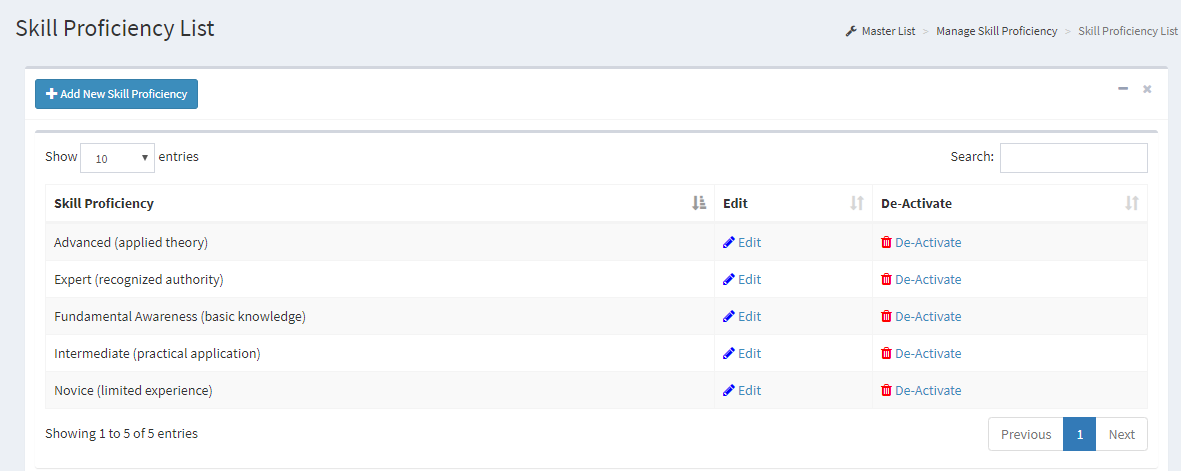 Skill Proficiency List
Master List > Manage Skill Proficiency > Skill Proficiency List
Add New Skill Proficiency
Show 10 entries Search:
Skill Proficiency Edit De-Activate
Advanced (applied theory) Edit De-Activate
Expert (recognized authority) Edit De-Activate
Fundamental Awareness (basic knowledge) Edit De-Activate
Intermediate (practical application) Edit De-Activate
Novice (limited experience) Edit De-Activate
Showing 1 to 5 of 5 entries Previous 1 Next